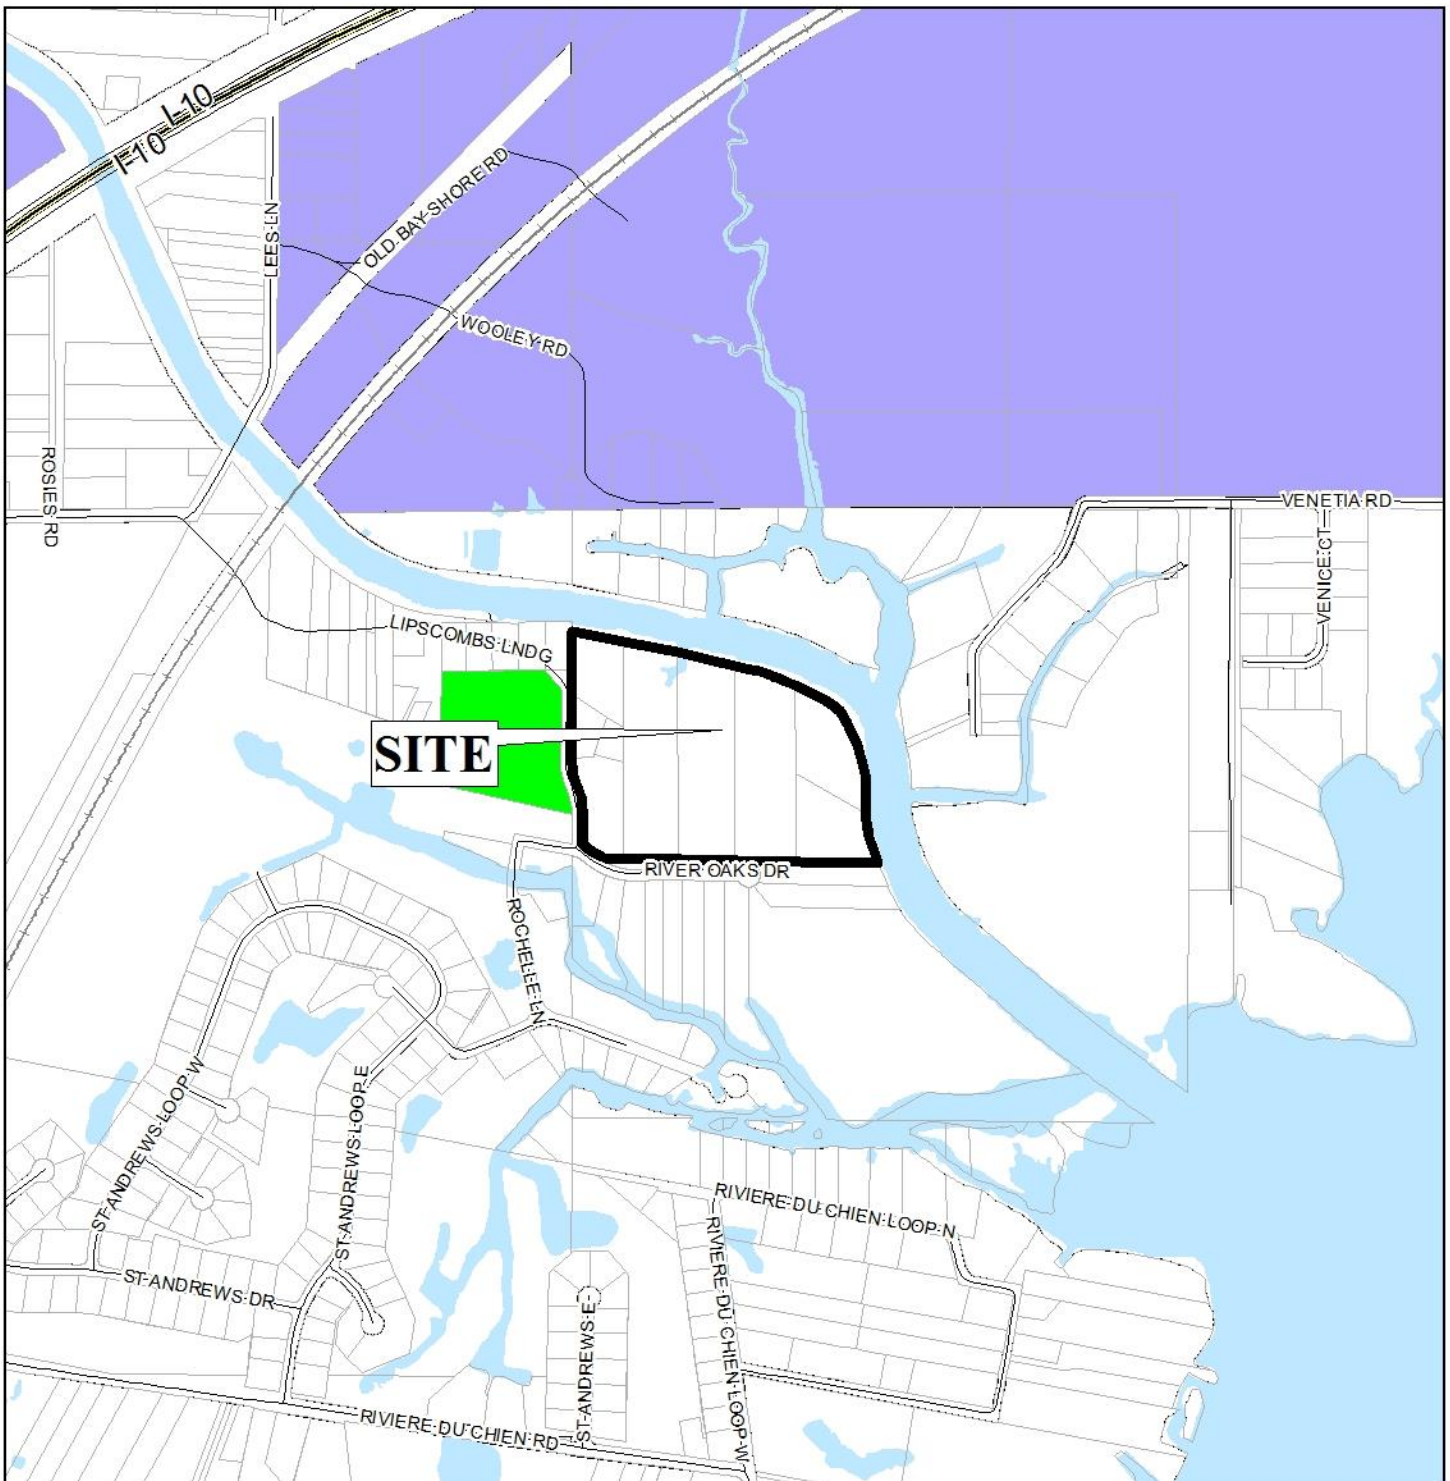 I-10
I-10
OLD BAY SHORE RD
LEES LN
WOOLEY RD
ROSIES RD
VENETIA RD
VENICE CT
LIPSCOMBS LNDG
SITE
RIVER OAKS DR
ROCHELLE LN
ST ANDREWS LOOP W
ST ANDREWS LOOP E
RIVIERE DU CHIEN LOOP N
RIVIERE DU CHIEN LOOP W
ST ANDREWS DR
ST ANDREWS E
RIVIERE DU CHIEN RD